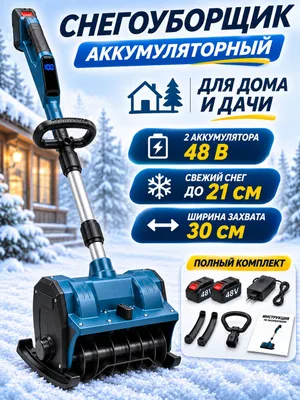 СНЕГОУБОРЩИК
АККУМУЛЯТОРНЫЙ
ДЛЯ ДОМА
И ДАЧИ
2 АККУМУЛЯТОРА
48 В
СВЕЖИЙ СНЕГ
ДО 21 СМ
ШИРИНА ЗАХВАТА
30 СМ
ПОЛНЫЙ КОМПЛЕКТ
48V
48V
ИНСТРУКЦИЯ